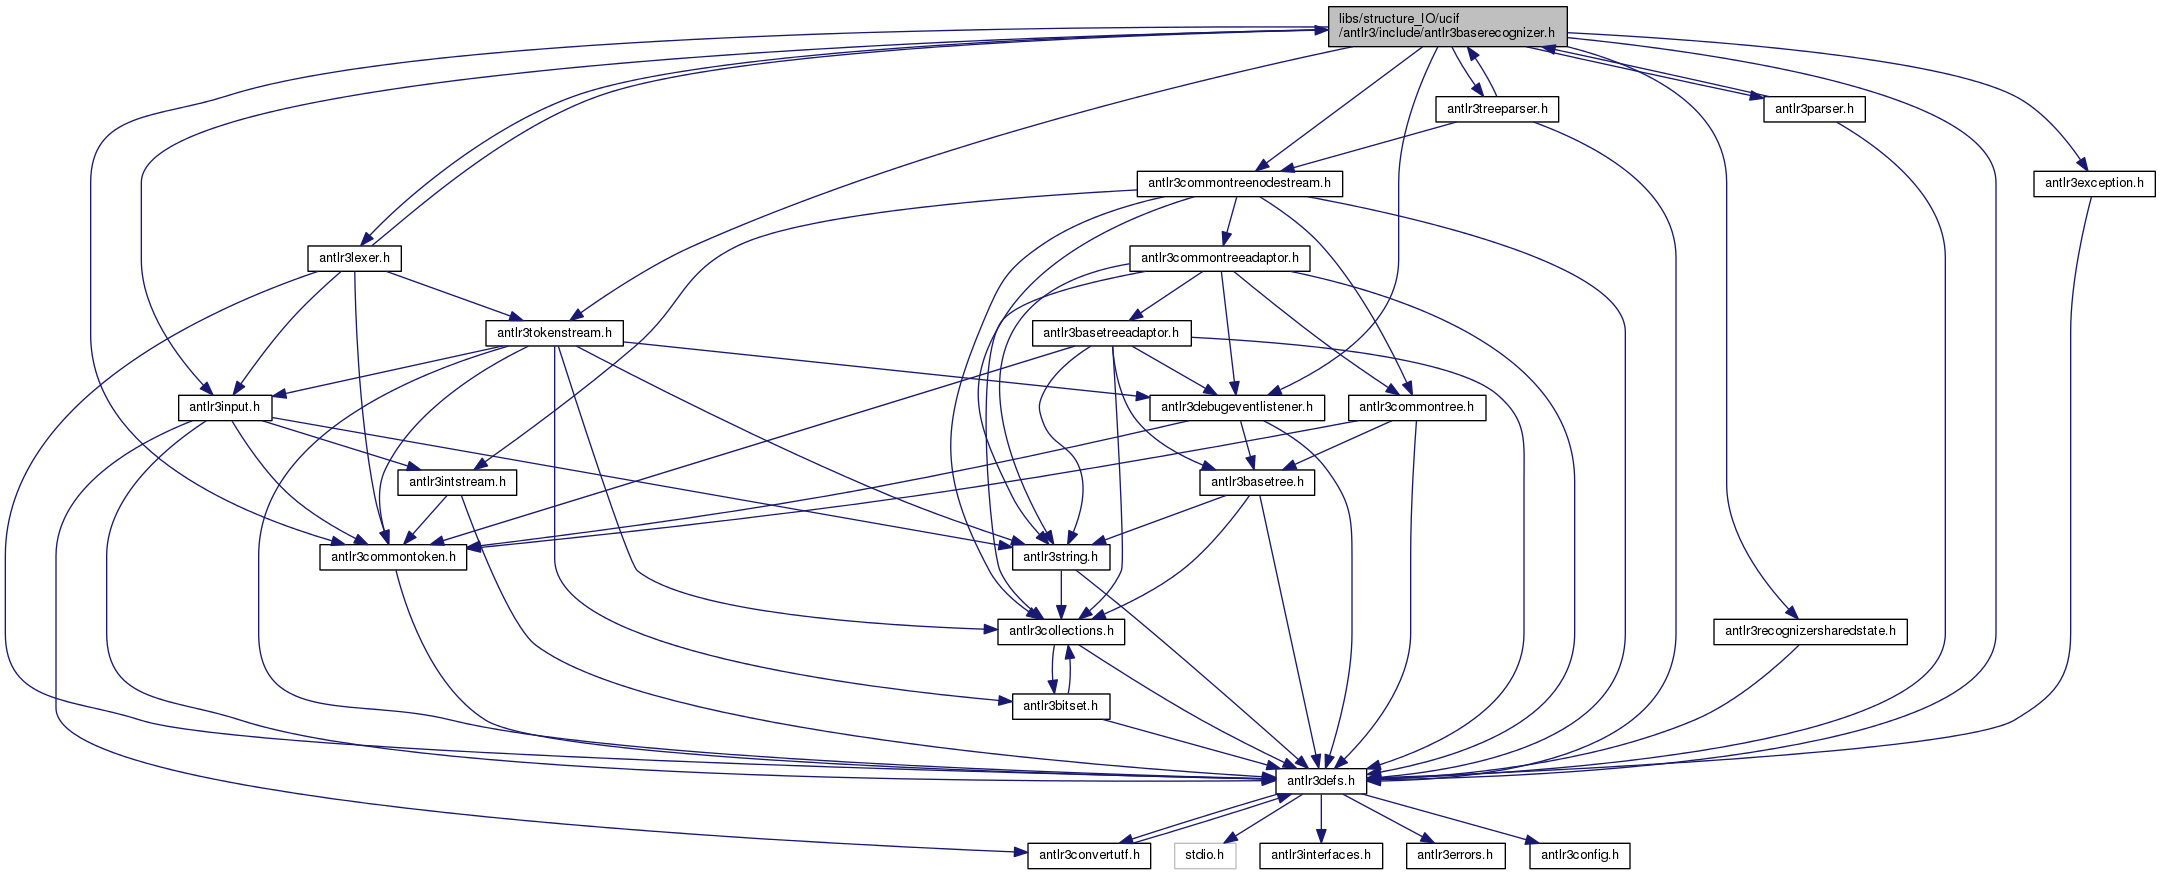 libs/structure_IO/ucif
/antlr3/include/antlr3baserecognizer.h
antlr3treeparser.h
antlr3parser.h
antlr3commontreenodestream.h
antlr3exception.h
antlr3lexer.h
antlr3commontreeadaptor.h
antlr3tokenstream.h
antlr3basetreeadaptor.h
antlr3input.h
antlr3debugeventlistener.h
antlr3commontree.h
antlr3intstream.h
antlr3basetree.h
antlr3commontoken.h
antlr3string.h
antlr3collections.h
antlr3recognizersharedstate.h
antlr3bitset.h
antlr3defs.h
antlr3convertutf.h
stdio.h
antlr3interfaces.h
antlr3errors.h
antlr3config.h